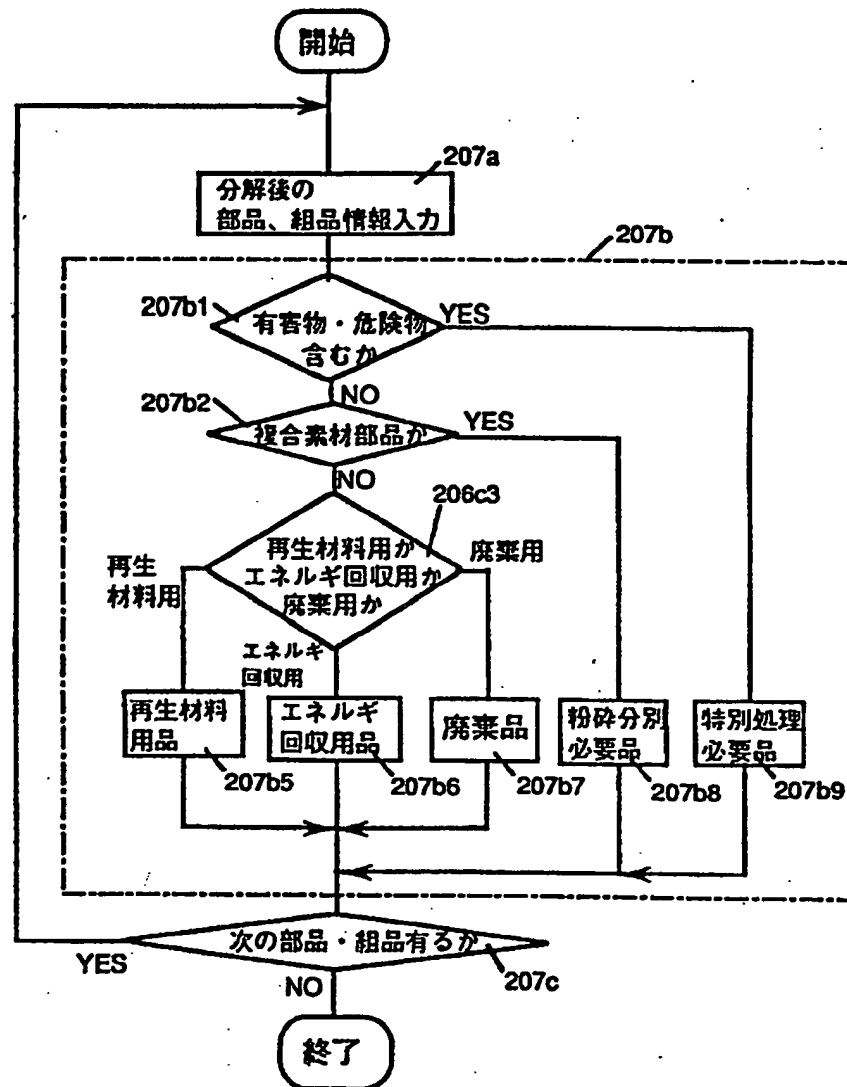 開始
207a
分解後の
部品、組品情報入力
207b
207b1
有害物・危険物
含むか
YES
NO
207b2
複合素材部品か
YES
NO
206c3
再生材料用か
エネルギ回収用か
廃棄用か
再生
材料用
廃棄用
エネルギ
回収用
再生材料
用品
エネルギ
回収用品
廃棄品
粉砕分別
必要品
特別処理
必要品
207b5
207b6
207b7
207b8
207b9
次の部品・組品有るか
YES
207c
NO
終了